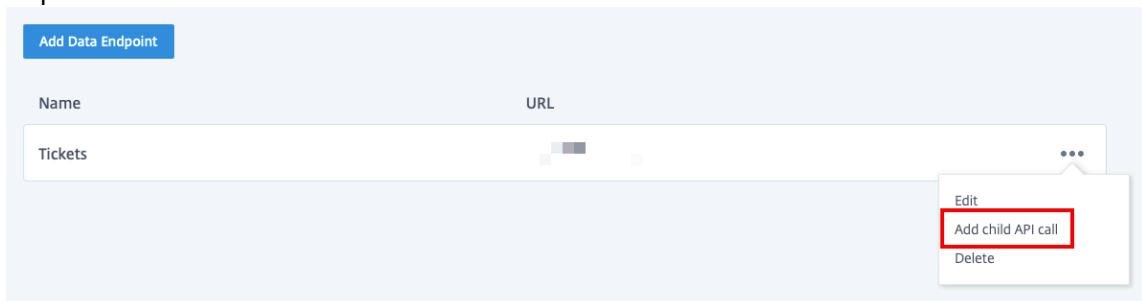 Add Data Endpoint
Name URL
Tickets
Edit
Add child API call
Delete